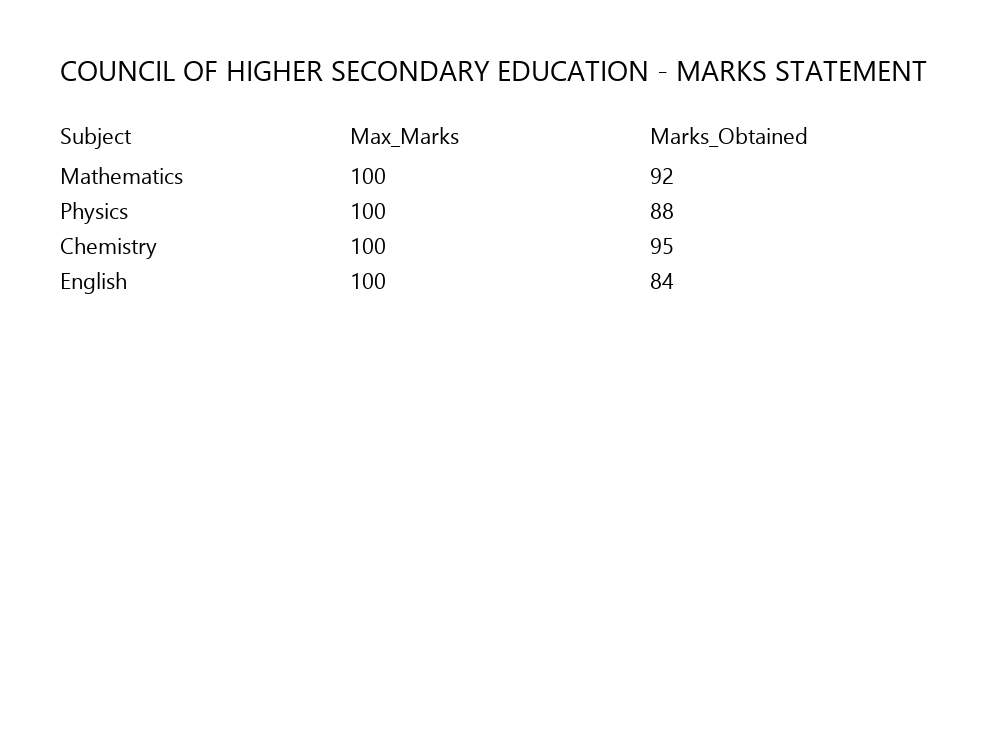 COUNCIL OF HIGHER SECONDARY EDUCATION - MARKS STATEMENT
Subject Max_Marks Marks_Obtained
Mathematics 100 92
Physics 100 88
Chemistry 100 95
English 100 84